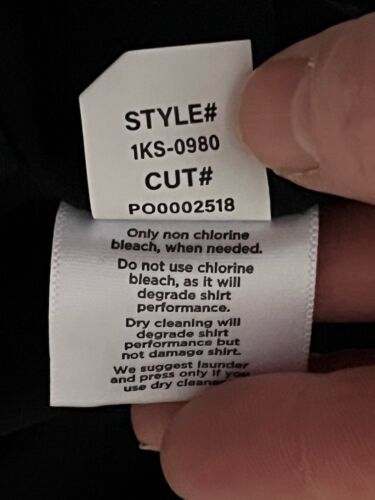 STYLE#
1KS-0980
CUT#
PO0002518
Only non chlorine
bleach, when needed.
Do not use chlorine
bleach, as it will
degrade shirt
performance.
Dry cleaning will
degrade shirt
performance but
not damage shirt.
We suggest launder
and press only if you
use dry